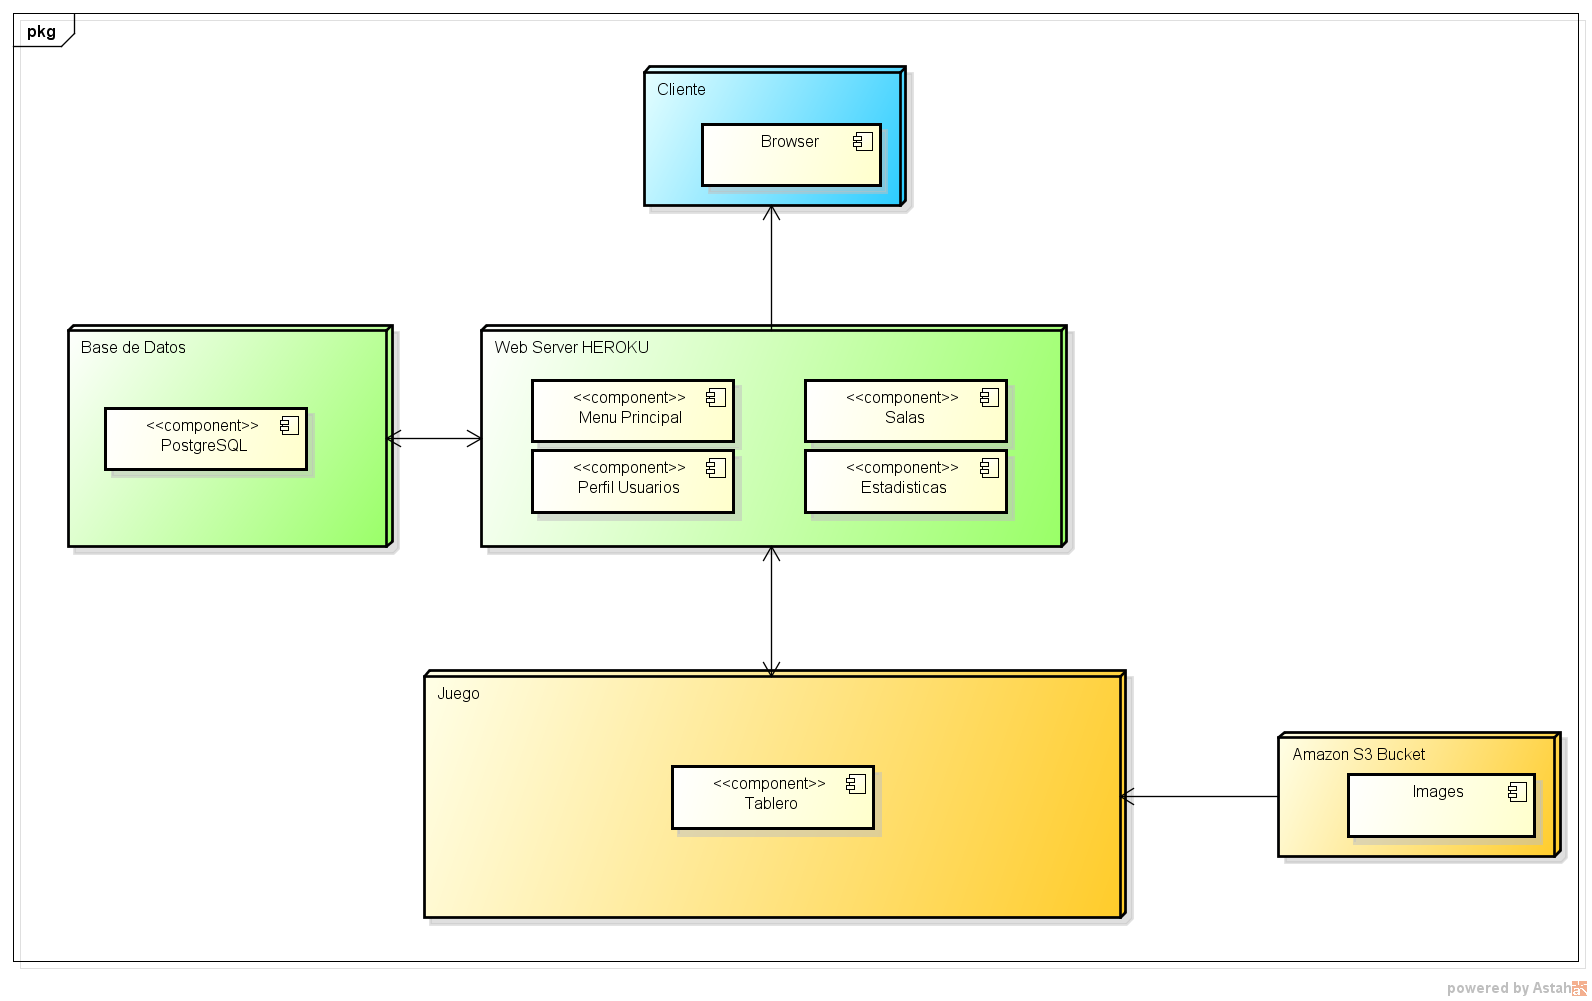 pkg
Cliente
Browser
Base de Datos
<<component>>
PostgreSQL
Web Server HEROKU
<<component>>
Menu Principal
<<component>>
Salas
<<component>>
Perfil Usuarios
<<component>>
Estadisticas
Juego
<<component>>
Tablero
Amazon S3 Bucket
Images
powered by Astah